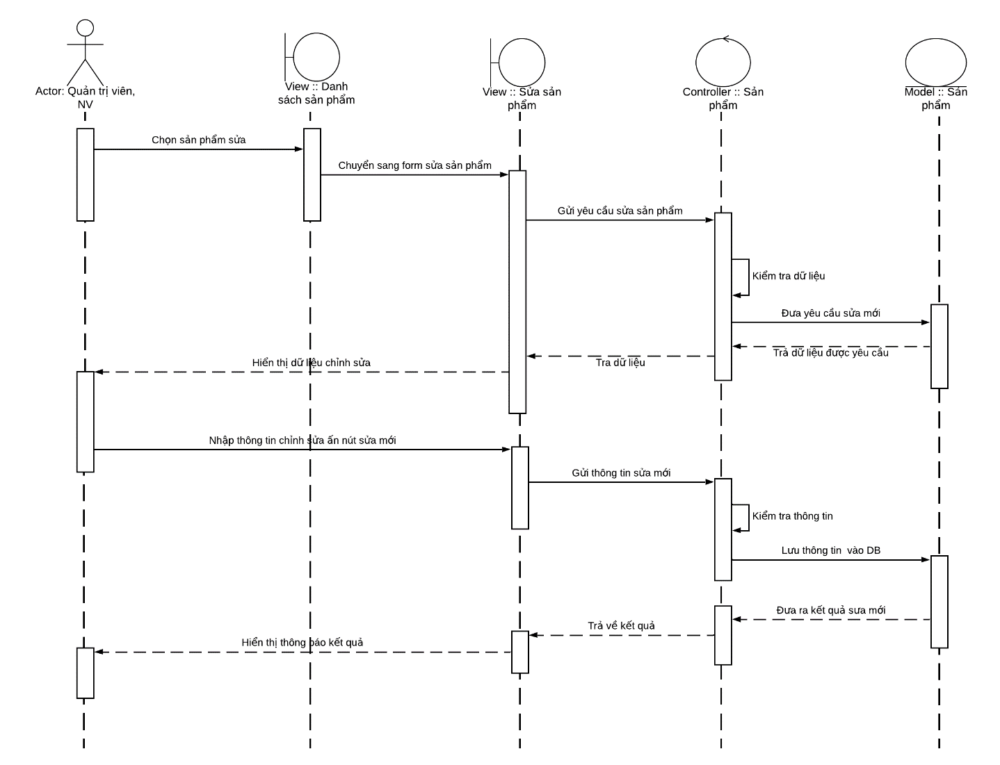 Actor: Quản trị viên,
NV
View :: Danh
sách sản phẩm
View :: Sửa sản
phẩm
Controller :: Sản
phẩm
Model :: Sản
phẩm
Chọn sản phẩm sửa
Chuyển sang form sửa sản phẩm
Gửi yêu cầu sửa sản phẩm
Kiểm tra dữ liệu
Đưa yêu cầu sửa mới
Trả dữ liệu được yêu cầu
Tra dữ liệu
Hiển thị dữ liệu chỉnh sửa
Nhập thông tin chỉnh sửa ấn nút sửa mới
Gửi thông tin sửa mới
Kiểm tra thông tin
Lưu thông tin  vào DB
Đưa ra kết quả sưa mới
Trả về kết quả
Hiển thị thông báo kết quả